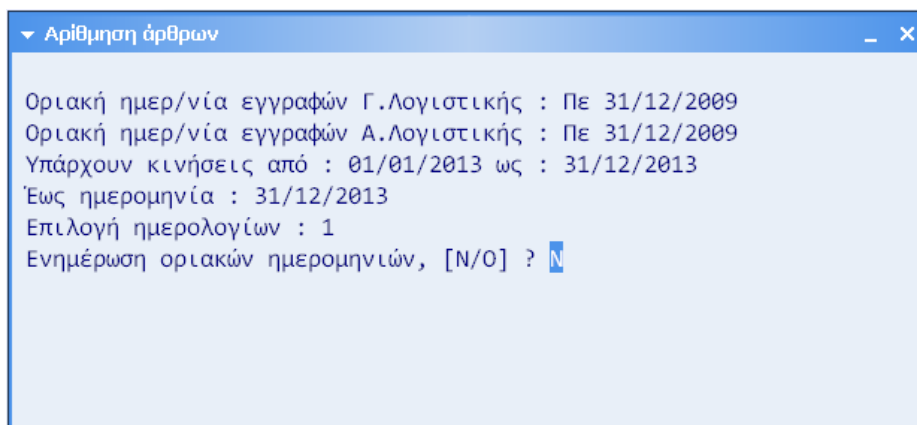 Αρίθμηση άρθρων
Οριακή ημερ/νία εγγραφών Γ.Λογιστικής : Πε 31/12/2009
Οριακή ημερ/νία εγγραφών Α.Λογιστικής : Πε 31/12/2009
Υπάρχουν κινήσεις από : 01/01/2013 ως : 31/12/2013
Έως ημερομηνία : 31/12/2013
Επιλογή ημερολογίων : 1
Ενημέρωση οριακών ημερομηνιών, [Ν/Ο] ? Ν